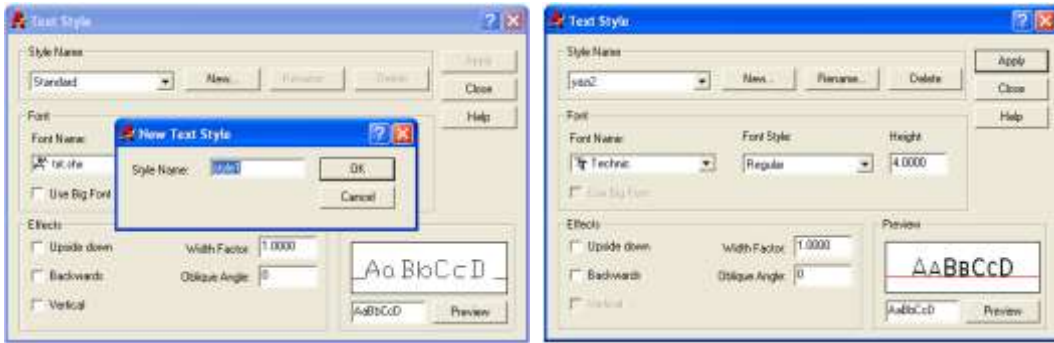 Text Style
Style Name
Standard
New...
Rename
Delete
Apply
Close
Help
Font
Font Name:
txt.shx
Use Big Font
New Text Style
Style Name:
style1
OK
Cancel
Effects
Upside down
Backwards
Vertical
Width Factor:
1.0000
Oblique Angle:
0
AaBbCcD
AaBbCcD
Preview
Text Style
Style Name
New...
Rename...
Delete
Apply
Close
Help
Font
Font Name:
Technic
Font Style:
Regular
Height
4.0000
Use Big Font
Effects
Upside down
Backwards
Vertical
Width Factor:
1.0000
Oblique Angle:
0
Preview
AABBCCD
AaBbCcD
Preview